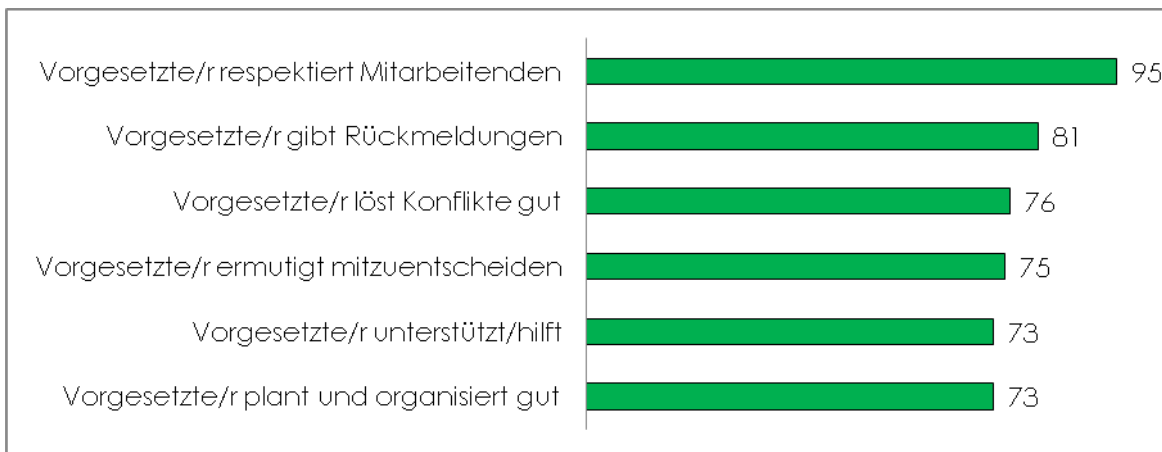 Vorgesetzte/r respektiert Mitarbeitenden 95
Vorgesetzte/r gibt Rückmeldungen 81
Vorgesetzte/r löst Konflikte gut 76
Vorgesetzte/r ermutigt mitzuentscheiden 75
Vorgesetzte/r unterstützt/hilft 73
Vorgesetzte/r plant und organisiert gut 73